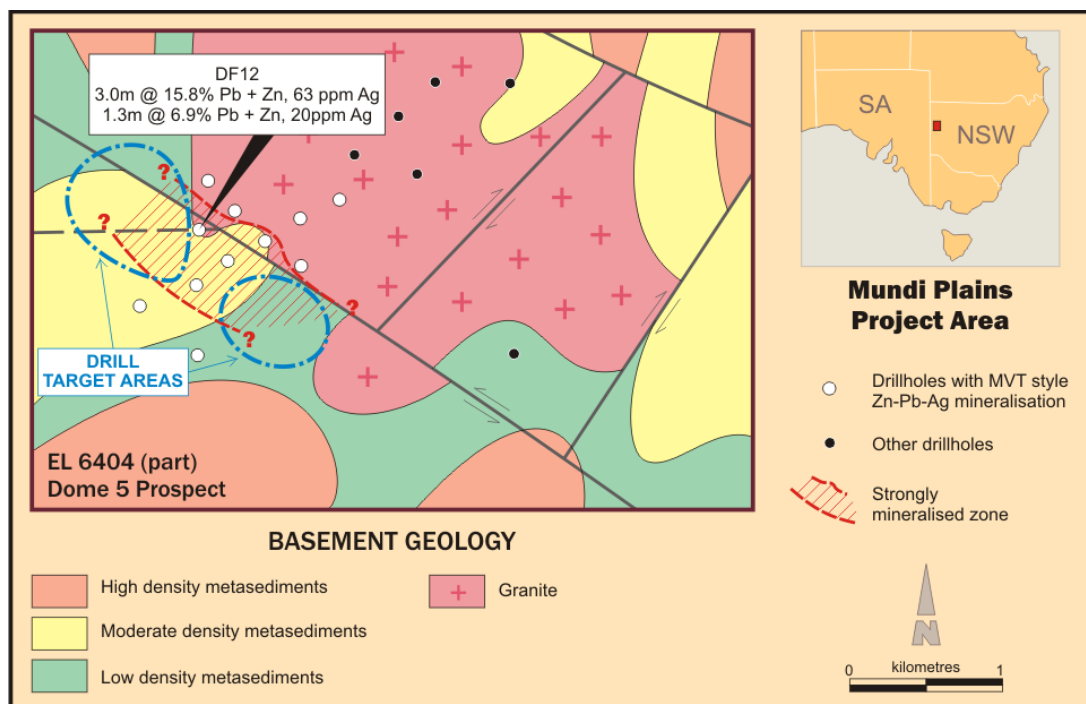 DF12
3.0m @ 15.8% Pb + Zn, 63 ppm Ag
1.3m @ 6.9% Pb + Zn, 20ppm Ag
?
?
?
?
DRILL
TARGET AREAS
EL 6404 (part)
Dome 5 Prospect
SA
NSW
Mundi Plains
Project Area
Drillholes with MVT style
Zn-Pb-Ag mineralisation
Other drillholes
Strongly
mineralised zone
BASEMENT GEOLOGY
High density metasediments
Moderate density metasediments
Low density metasediments
Granite
N
0 kilometres 1